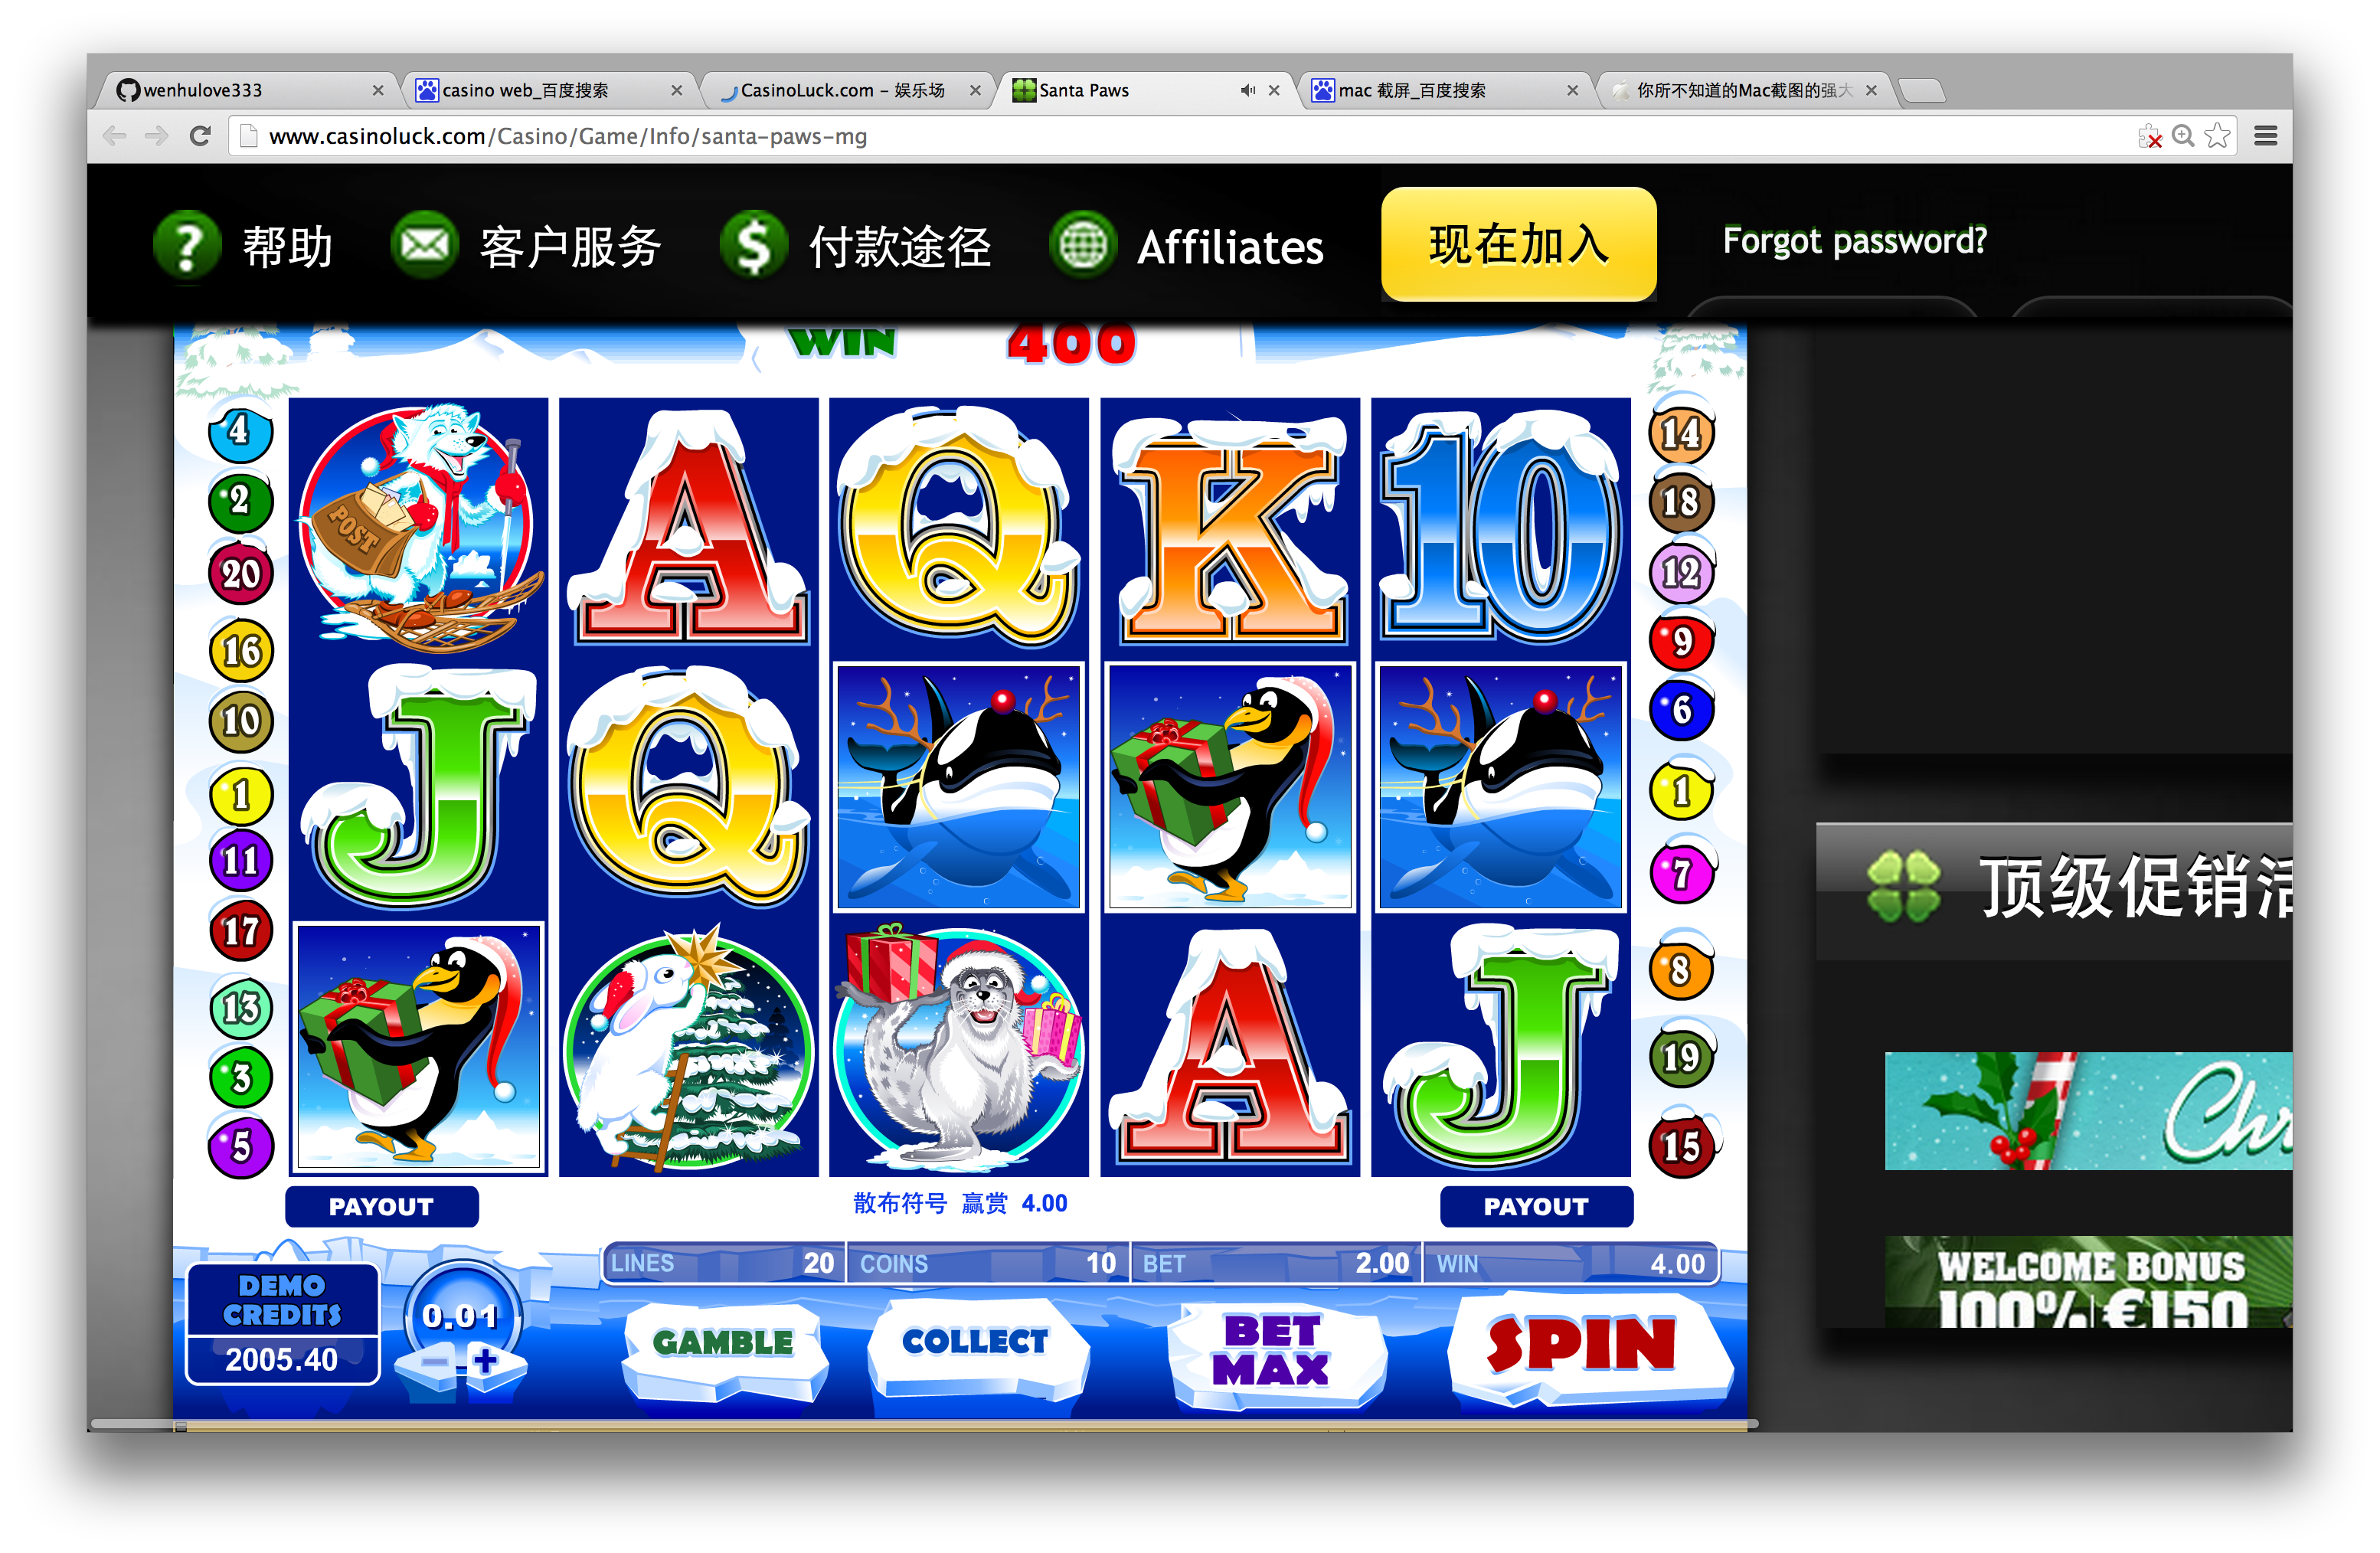 wenhulove333
casino web_百度搜索
CasinoLuck.com – 娱乐场
Santa Paws
mac 截屏_百度搜索
你所不知道的Mac截图的强大
www.casinoluck.com/Casino/Game/Info/santa-paws-mg
帮助
客户服务
付款途径
Affiliates
现在加入
Forgot password?
WIN 400
4 A Q K 10 14
POST
2 18
20 12
16 9
10 J Q 6
1 1
11 7
17
13 A J 8
3 19
5 15
顶级促销活
Chr
PAYOUT 散布符号 赢赏 4.00 PAYOUT
LINES 20 COINS 10 BET 2.00 WIN 4.00
DEMO
CREDITS
2005.40
0.01
– +
GAMBLE
COLLECT
BET
MAX
SPIN
WELCOME BONUS
100% €150